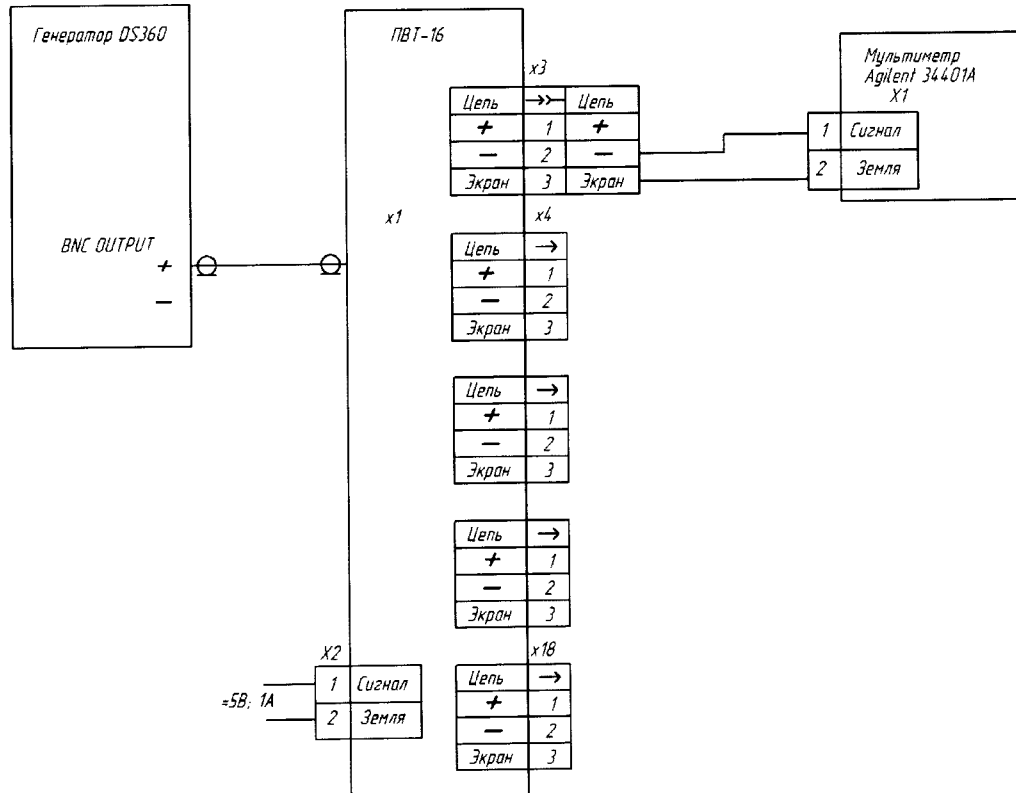 Генератор DS360
BNC OUTPUT
+
−
ПВТ-16
x1
x3
Цепь Цепь
+ 1 +
− 2 −
Экран 3 Экран
Мультиметр
Agilent 34401A
X1
1 Сигнал
2 Земля
x4
Цепь →
+ 1
− 2
Экран 3
Цепь →
+ 1
− 2
Экран 3
Цепь →
+ 1
− 2
Экран 3
X2
=5В; 1А
1 Сигнал
2 Земля
x18
Цепь →
+ 1
− 2
Экран 3